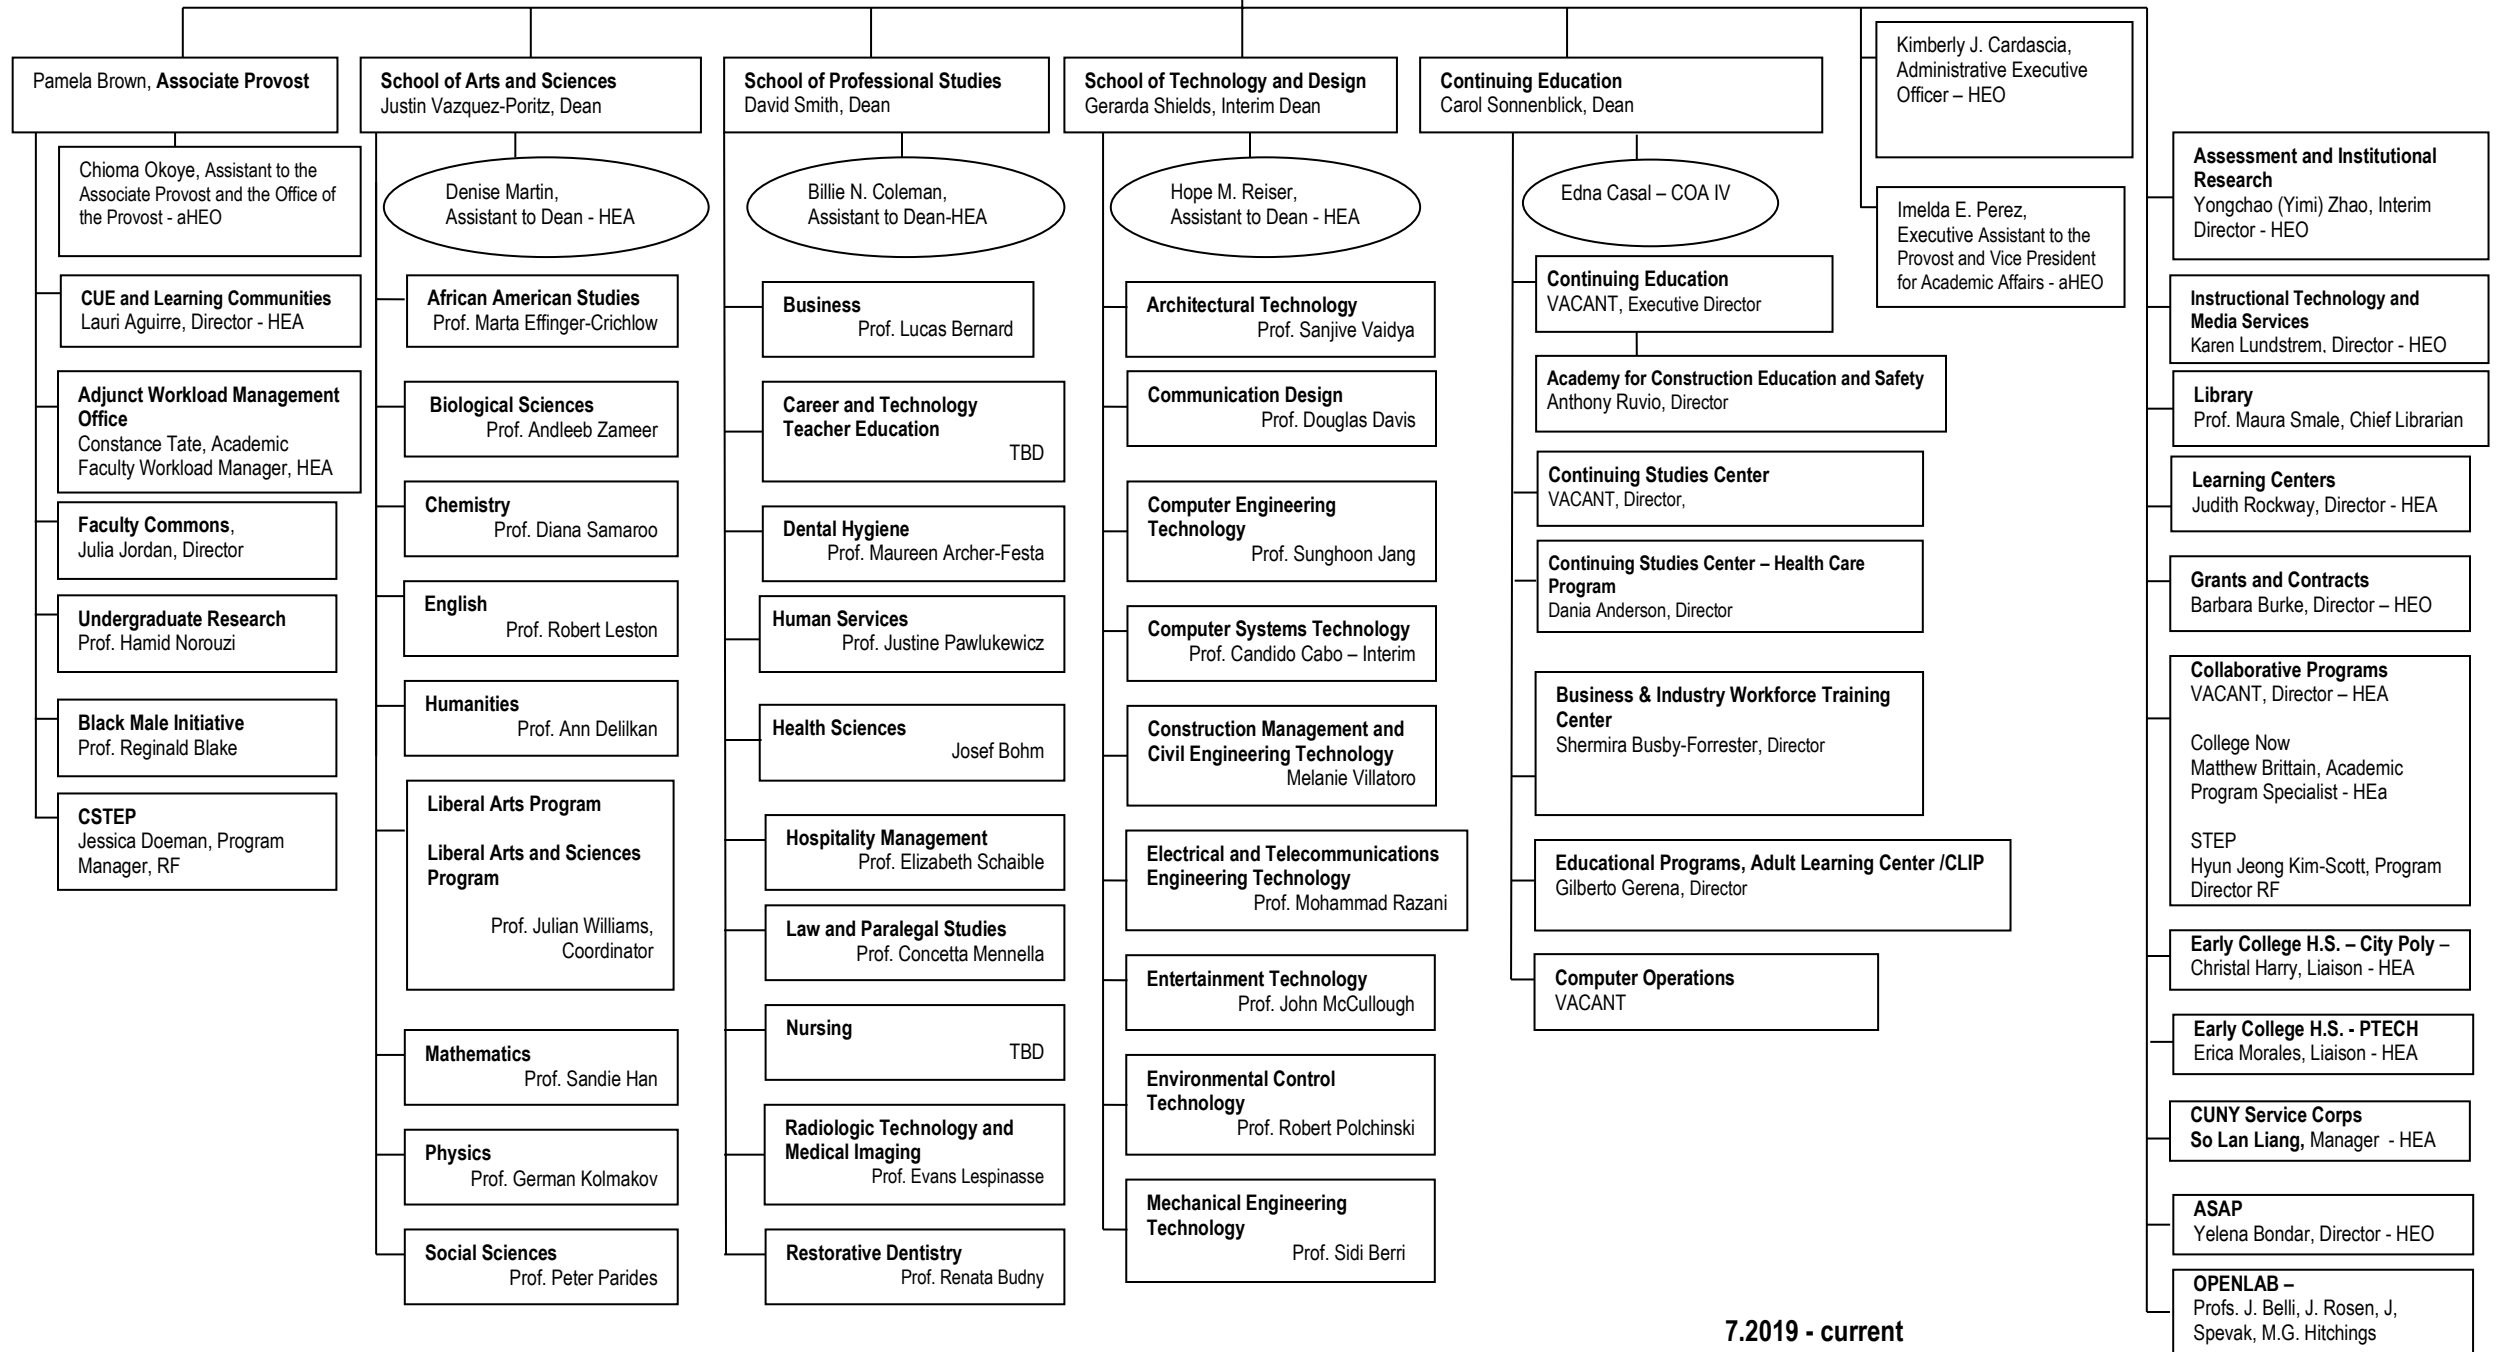 Pamela Brown, Associate Provost
Chioma Okoye, Assistant to the
Associate Provost and the Office of
the Provost - aHEO
CUE and Learning Communities
Lauri Aguirre, Director - HEA
Adjunct Workload Management
Office
Constance Tate, Academic
Faculty Workload Manager, HEA
Faculty Commons,
Julia Jordan, Director
Undergraduate Research
Prof. Hamid Norouzi
Black Male Initiative
Prof. Reginald Blake
CSTEP
Jessica Doeman, Program
Manager, RF
School of Arts and Sciences
Justin Vazquez-Poritz, Dean
Denise Martin,
Assistant to Dean - HEA
African American Studies
Prof. Marta Effinger-Crichlow
Biological Sciences
Prof. Andleeb Zameer
Chemistry
Prof. Diana Samaroo
English
Prof. Robert Leston
Humanities
Prof. Ann Delilkan
Liberal Arts Program
Liberal Arts and Sciences
Program
Prof. Julian Williams,
Coordinator
Mathematics
Prof. Sandie Han
Physics
Prof. German Kolmakov
Social Sciences
Prof. Peter Parides
School of Professional Studies
David Smith, Dean
Billie N. Coleman,
Assistant to Dean-HEA
Business
Prof. Lucas Bernard
Career and Technology
Teacher Education
TBD
Dental Hygiene
Prof. Maureen Archer-Festa
Human Services
Prof. Justine Pawlukewicz
Health Sciences
Josef Bohm
Hospitality Management
Prof. Elizabeth Schaible
Law and Paralegal Studies
Prof. Concetta Mennella
Nursing
TBD
Radiologic Technology and
Medical Imaging
Prof. Evans Lespinasse
Restorative Dentistry
Prof. Renata Budny
School of Technology and Design
Gerarda Shields, Interim Dean
Hope M. Reiser,
Assistant to Dean - HEA
Architectural Technology
Prof. Sanjive Vaidya
Communication Design
Prof. Douglas Davis
Computer Engineering
Technology
Prof. Sunghoon Jang
Computer Systems Technology
Prof. Candido Cabo – Interim
Construction Management and
Civil Engineering Technology
Melanie Villatoro
Electrical and Telecommunications
Engineering Technology
Prof. Mohammad Razani
Entertainment Technology
Prof. John McCullough
Environmental Control
Technology
Prof. Robert Polchinski
Mechanical Engineering
Technology
Prof. Sidi Berri
Continuing Education
Carol Sonnenblick, Dean
Edna Casal – COA IV
Continuing Education
VACANT, Executive Director
Academy for Construction Education and Safety
Anthony Ruvio, Director
Continuing Studies Center
VACANT, Director,
Continuing Studies Center – Health Care
Program
Dania Anderson, Director
Business & Industry Workforce Training
Center
Shermira Busby-Forrester, Director
Educational Programs, Adult Learning Center /CLIP
Gilberto Gerena, Director
Computer Operations
VACANT
Kimberly J. Cardascia,
Administrative Executive
Officer – HEO
Imelda E. Perez,
Executive Assistant to the
Provost and Vice President
for Academic Affairs - aHEO
Assessment and Institutional
Research
Yongchao (Yimi) Zhao, Interim
Director - HEO
Instructional Technology and
Media Services
Karen Lundstrem, Director - HEO
Library
Prof. Maura Smale, Chief Librarian
Learning Centers
Judith Rockway, Director - HEA
Grants and Contracts
Barbara Burke, Director – HEO
Collaborative Programs
VACANT, Director – HEA
College Now
Matthew Brittain, Academic
Program Specialist - HEa
STEP
Hyun Jeong Kim-Scott, Program
Director RF
Early College H.S. – City Poly –
Christal Harry, Liaison - HEA
Early College H.S. - PTECH
Erica Morales, Liaison - HEA
CUNY Service Corps
So Lan Liang, Manager - HEA
ASAP
Yelena Bondar, Director - HEO
OPENLAB –
Profs. J. Belli, J. Rosen, J,
Spevak, M.G. Hitchings
7.2019 - current